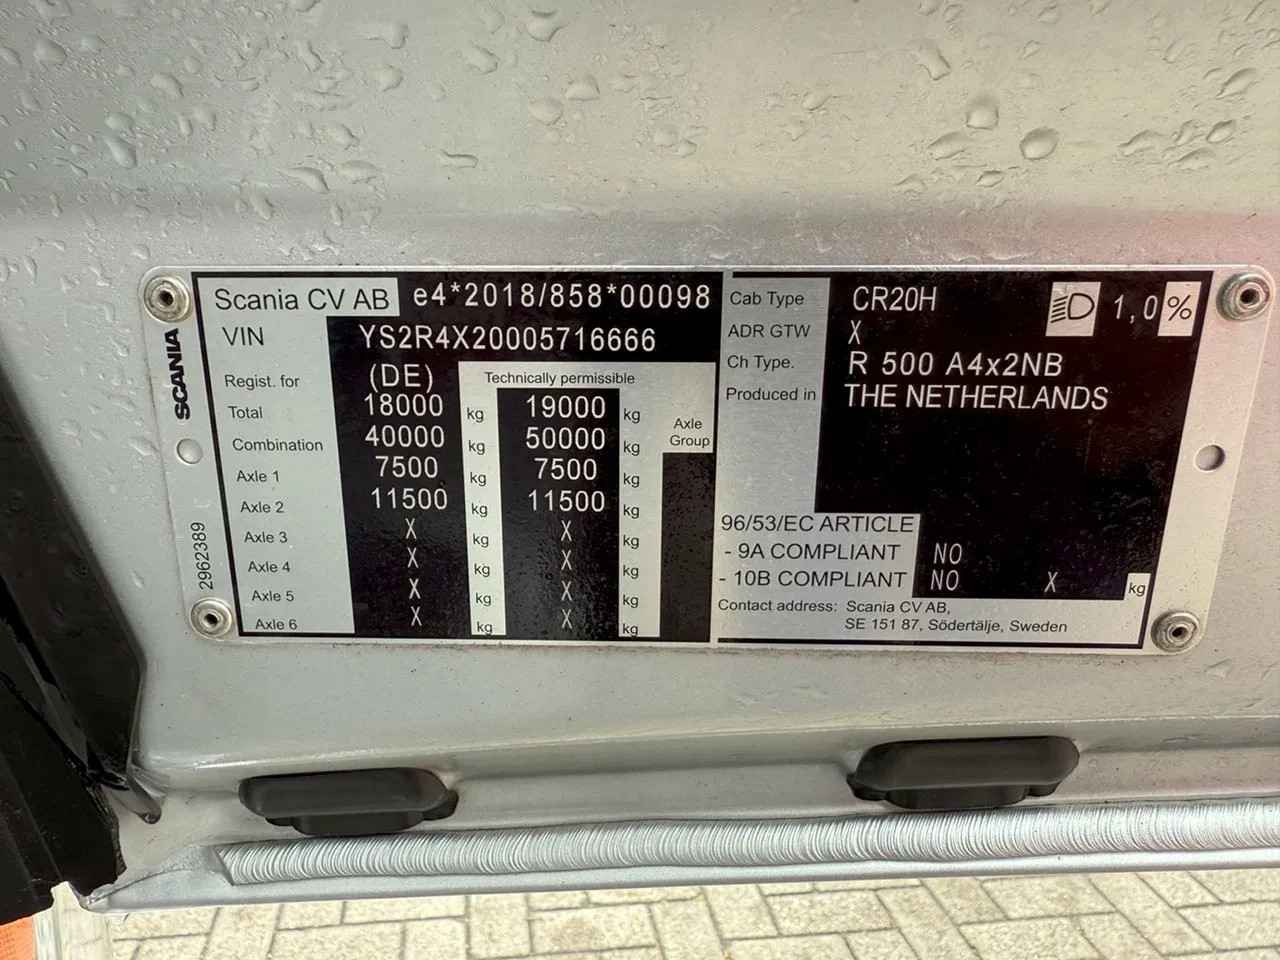 Scania CV AB e4*2018/858*00098
VIN YS2R4X20005716666
Regist. for (DE) Technically permissible
Total 18000 kg 19000 kg
Axle Group
Combination 40000 kg 50000 kg
Axle 1 7500 kg 7500 kg
Axle 2 11500 kg 11500 kg
Axle 3 X kg X kg
Axle 4 X kg X kg
Axle 5 X kg X kg
Axle 6 X kg X kg
SCANIA
2962389
Cab Type CR20H 1,0%
ADR GTW X
Ch Type. R 500 A4x2NB
Produced in THE NETHERLANDS
96/53/EC ARTICLE
- 9A COMPLIANT NO
- 10B COMPLIANT NO X kg
Contact address: Scania CV AB,
SE 151 87, Södertälje, Sweden